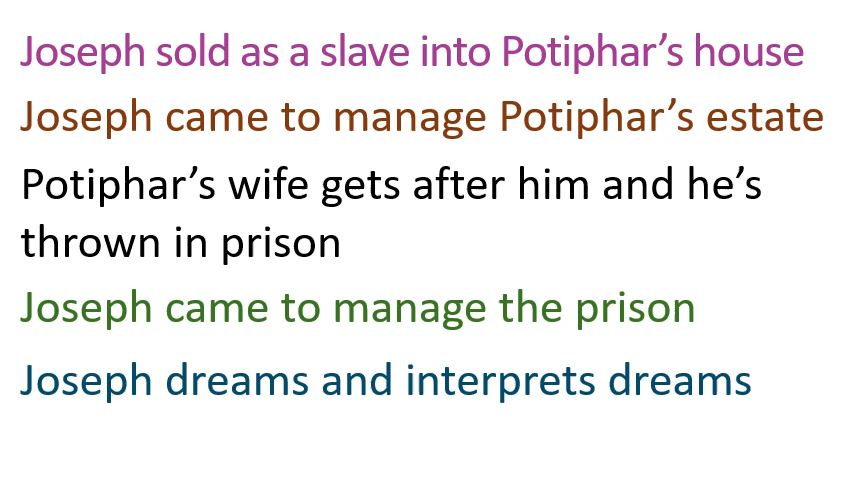 Joseph sold as a slave into Potiphar’s house
Joseph came to manage Potiphar’s estate
Potiphar’s wife gets after him and he’s
thrown in prison
Joseph came to manage the prison
Joseph dreams and interprets dreams